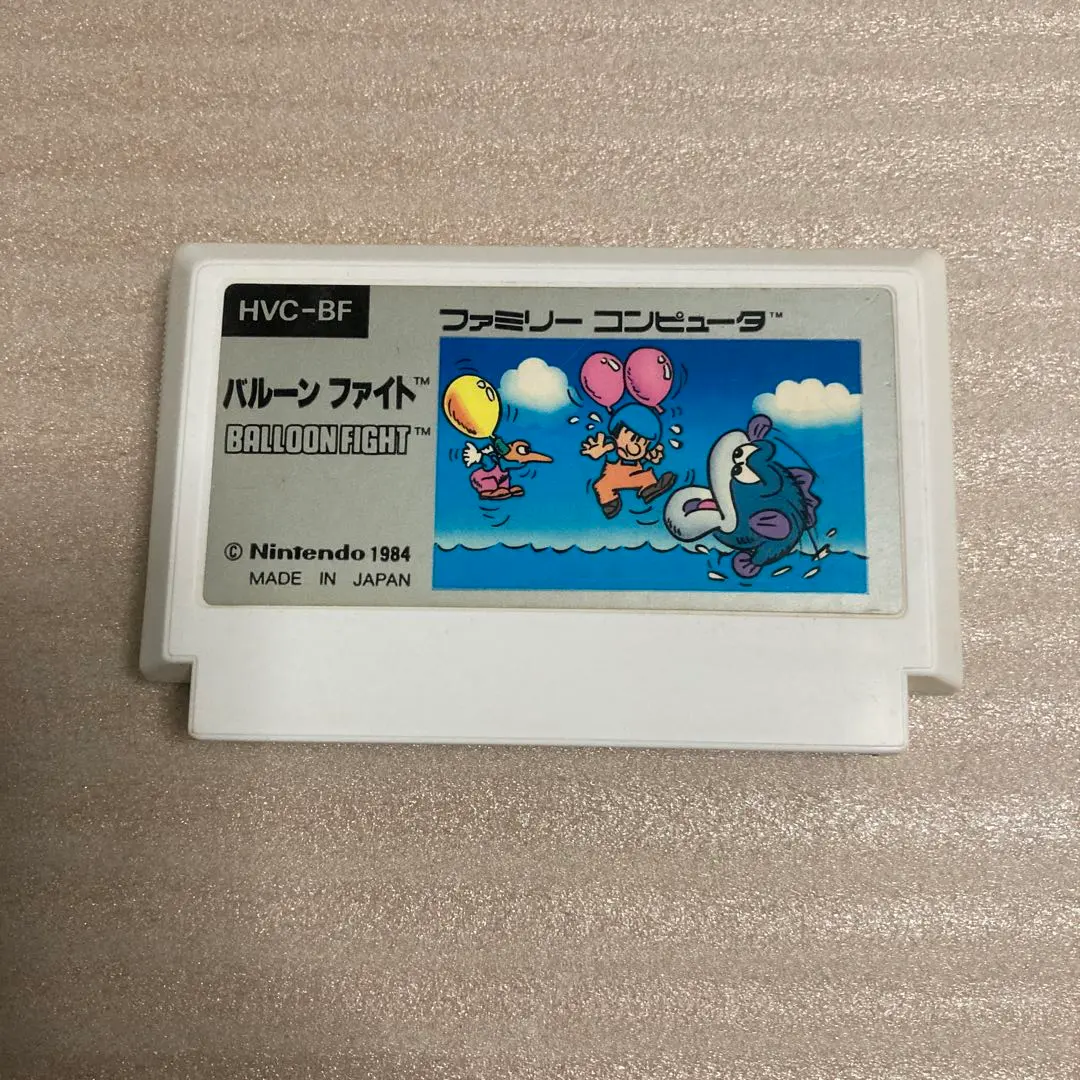 HVC-BF
ファミリー コンピュータ™
バルーン ファイト™
BALLOON FIGHT™
© Nintendo 1984
MADE IN JAPAN